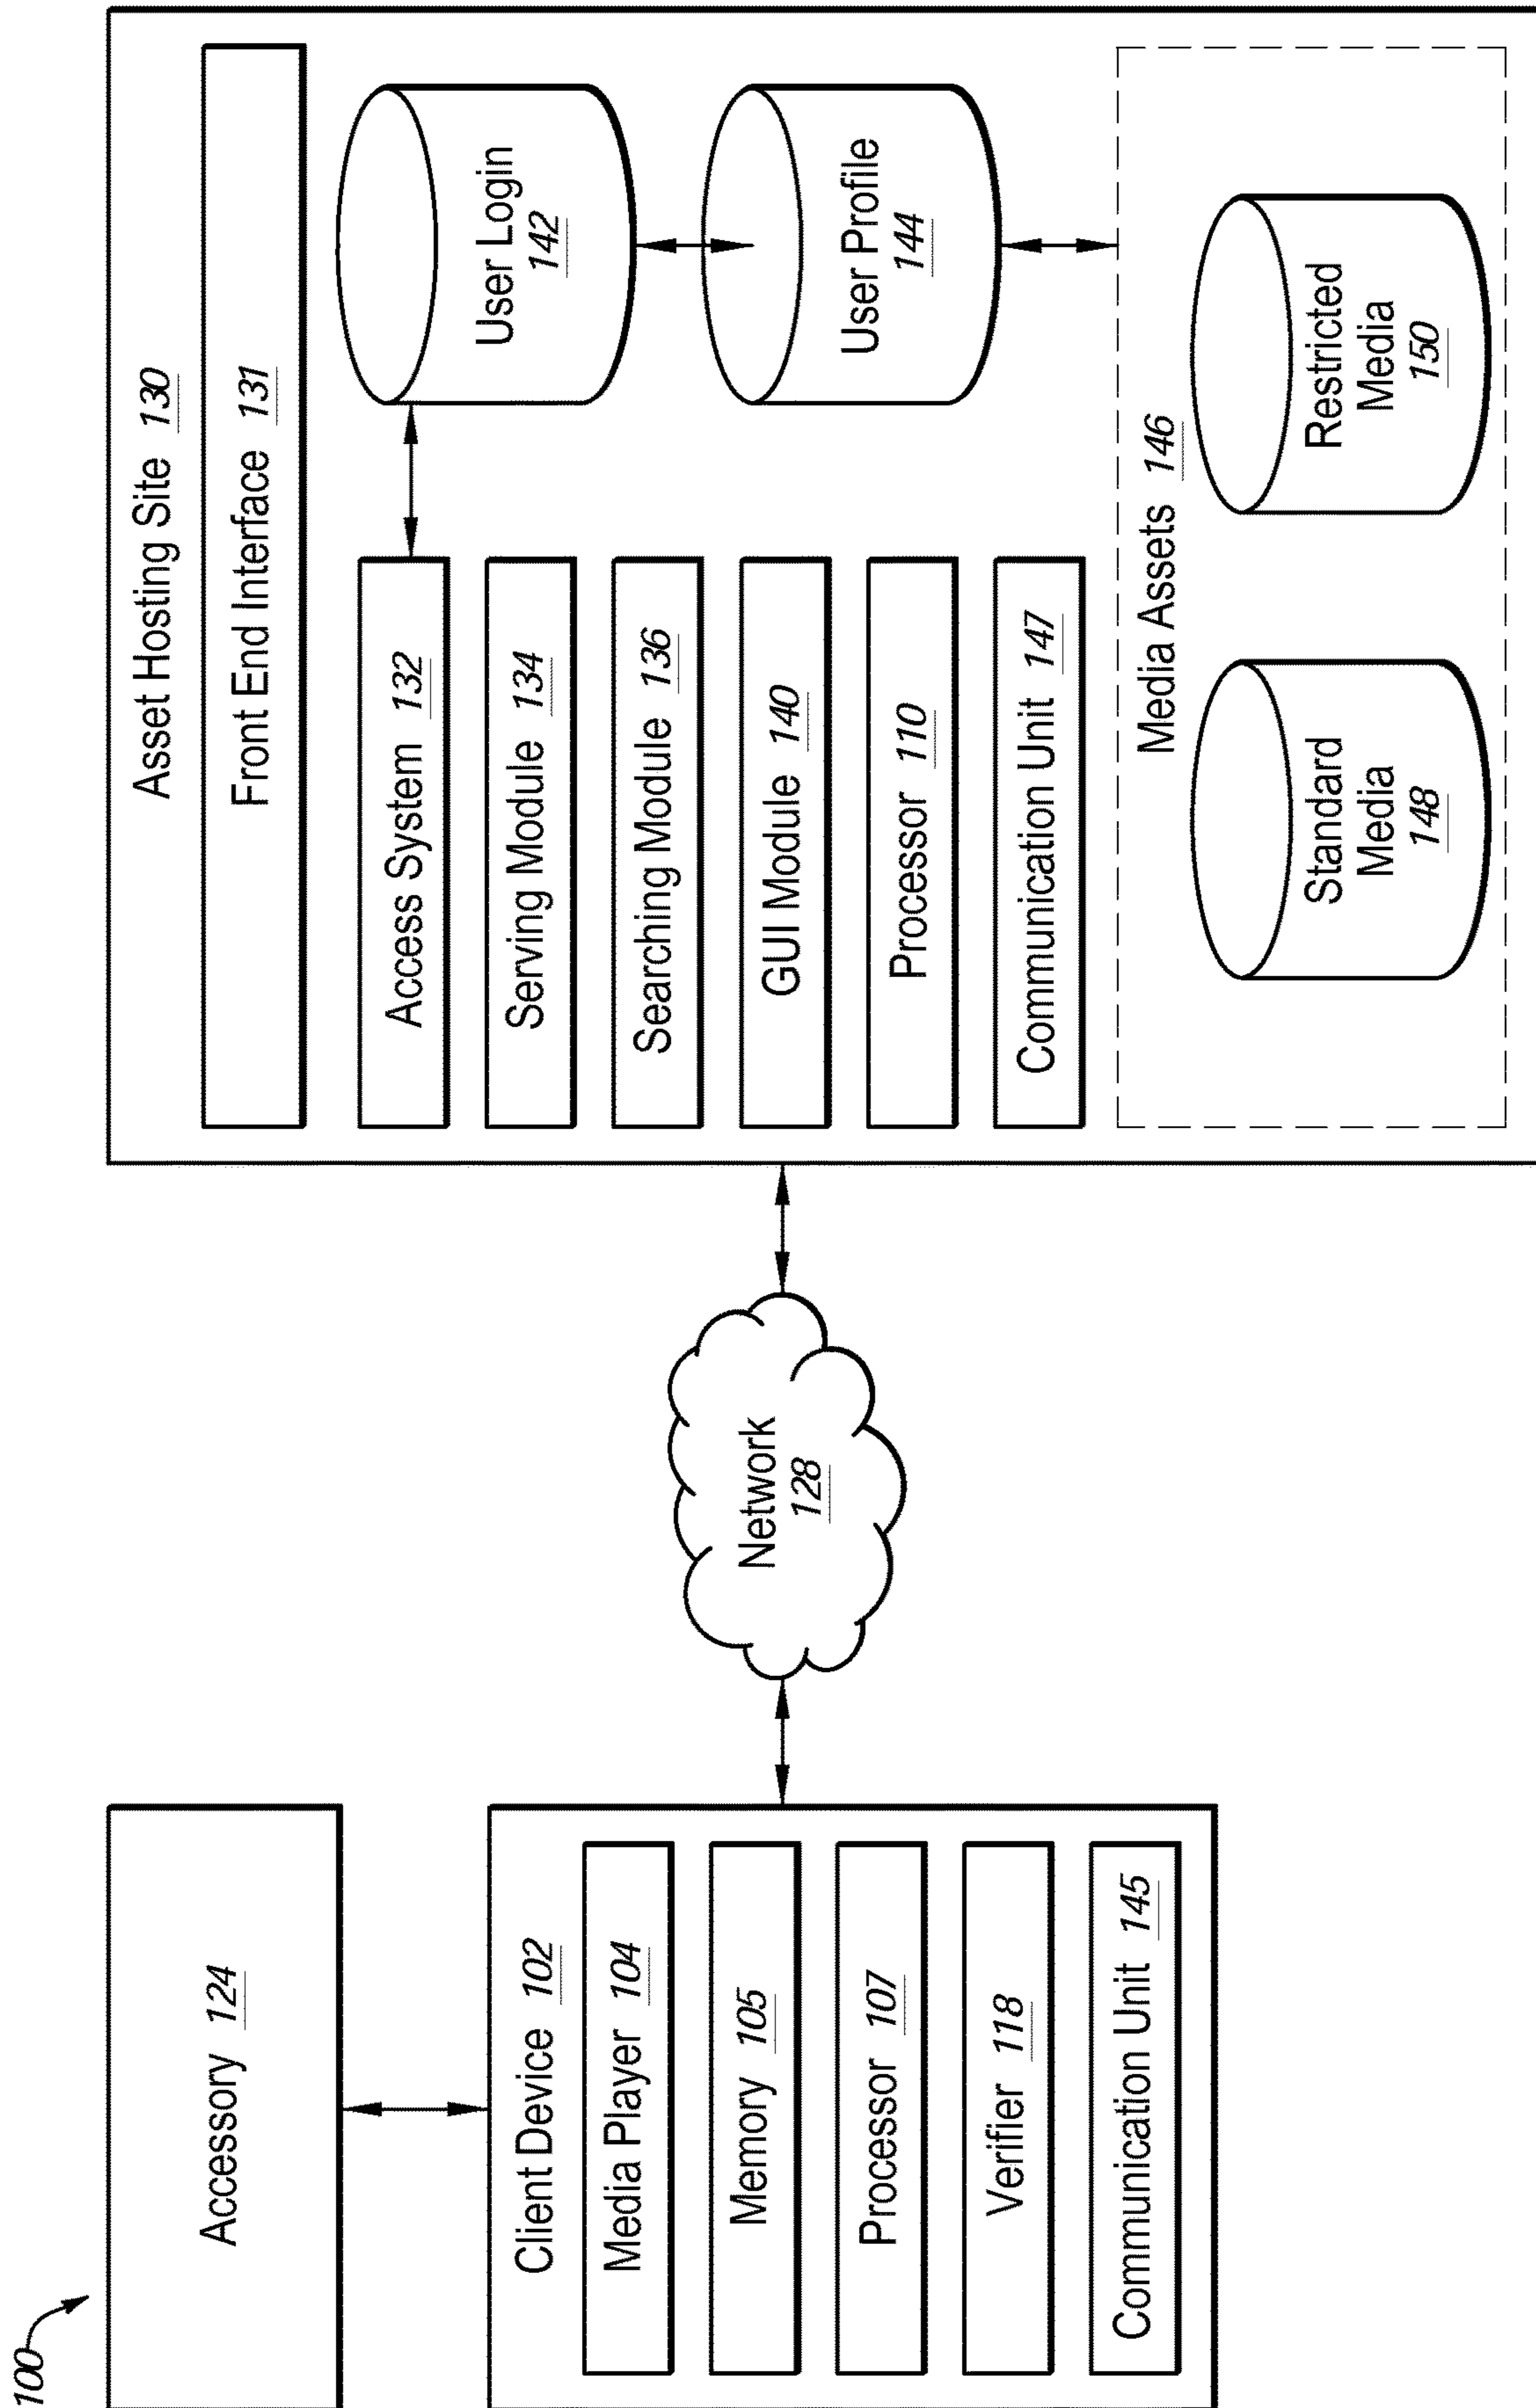 100
Accessory 124
Client Device 102
Media Player 104
Memory 105
Processor 107
Verifier 118
Communication Unit 145
Network
128
Asset Hosting Site 130
Front End Interface 131
Access System 132
Serving Module 134
Searching Module 136
GUI Module 140
Processor 110
Communication Unit 147
User Login
142
User Profile
144
Media Assets 146
Standard
Media
148
Restricted
Media
150